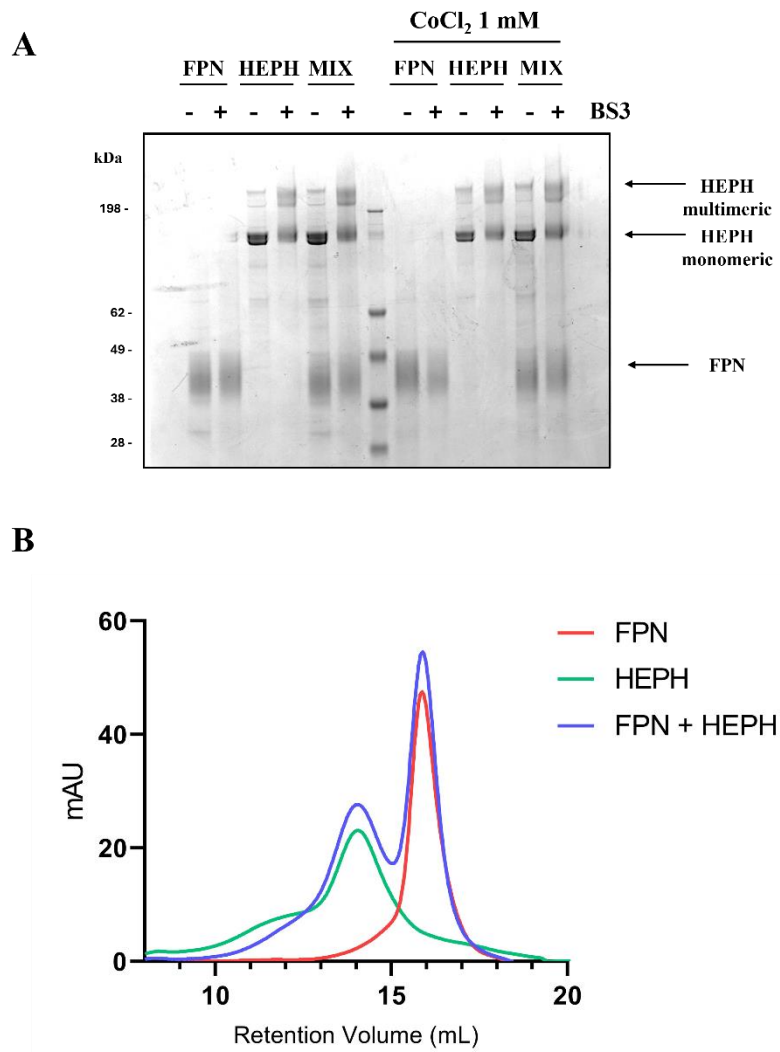 A
CoCl₂ 1 mM
FPN HEPH MIX FPN HEPH MIX
- + - + - + - + - + - + BS3
kDa
198 -
62 -
49 -
38 -
28 -
HEPH
multimeric
HEPH
monomeric
FPN
B
60
40
20
0
mAU
10 15 20
Retention Volume (mL)
FPN
HEPH
FPN + HEPH